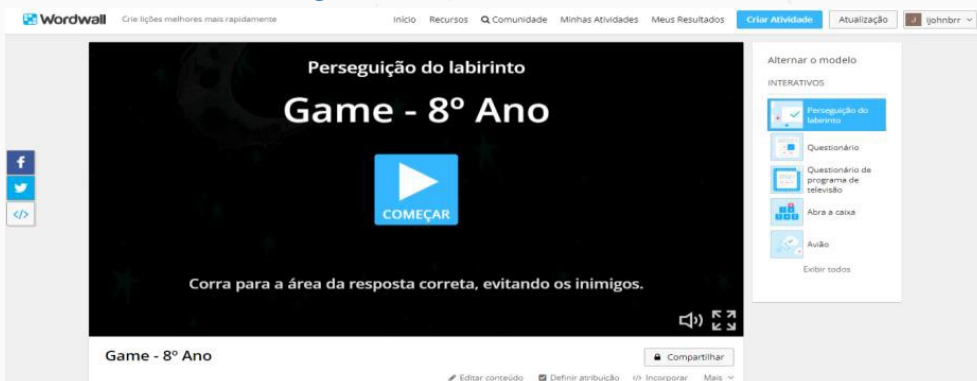 Wordwall Crie lições melhores mais rapidamente Início Recursos Comunidade Minhas Atividades Meus Resultados Criar Atividade Atualização J ijohnbrr
Perseguição do labirinto
Game - 8º Ano
COMEÇAR
Corra para a área da resposta correta, evitando os inimigos.
Alternar o modelo
INTERATIVOS
Perseguição do
labirinto
Questionário
Questionário de
programa de
televisão
Abra a caixa
Avião
Exibir todos
Game - 8º Ano
Compartilhar
Editar conteúdo Definir atribuição </> Incorporar Mais